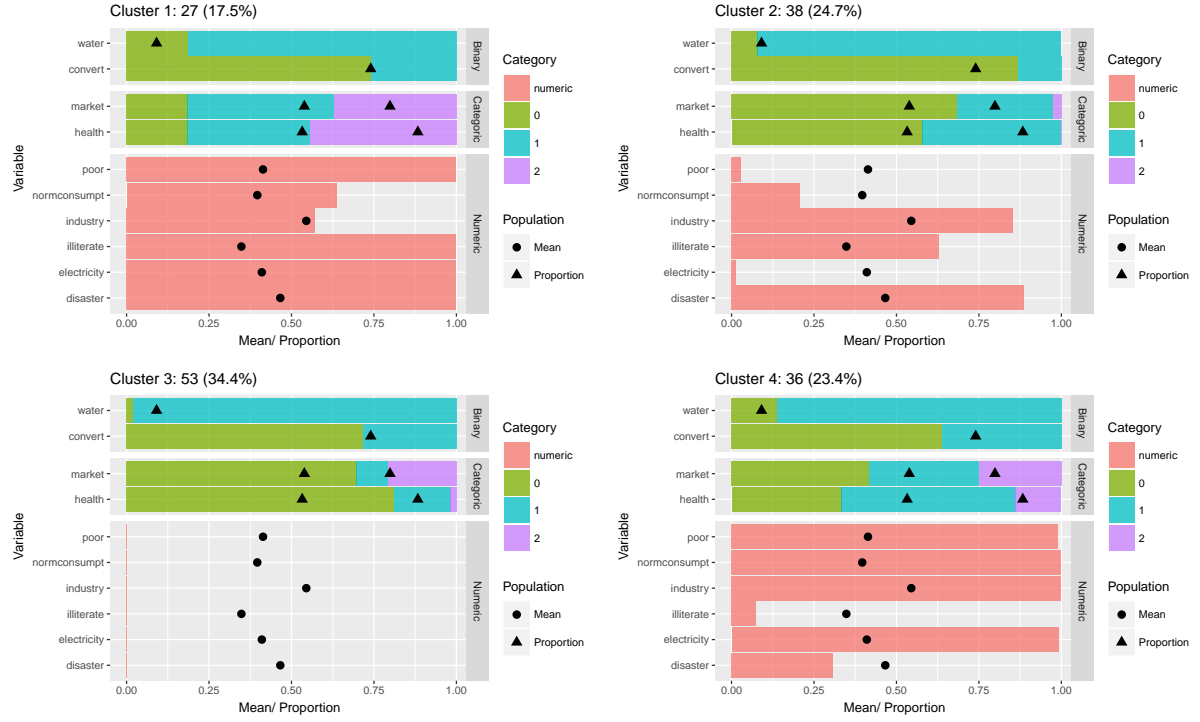 Cluster 1: 27 (17.5%)
Variable
water
convert
Binary
market
health
Categoric
poor
normconsumpt
industry
illiterate
electricity
disaster
Numeric
0.00 0.25 0.50 0.75 1.00
Mean/ Proportion
Category
numeric
0
1
2
Population
Mean
Proportion
Cluster 2: 38 (24.7%)
Variable
water
convert
Binary
market
health
Categoric
poor
normconsumpt
industry
illiterate
electricity
disaster
Numeric
0.00 0.25 0.50 0.75 1.00
Mean/ Proportion
Category
numeric
0
1
2
Population
Mean
Proportion
Cluster 3: 53 (34.4%)
Variable
water
convert
Binary
market
health
Categoric
poor
normconsumpt
industry
illiterate
electricity
disaster
Numeric
0.00 0.25 0.50 0.75 1.00
Mean/ Proportion
Category
numeric
0
1
2
Population
Mean
Proportion
Cluster 4: 36 (23.4%)
Variable
water
convert
Binary
market
health
Categoric
poor
normconsumpt
industry
illiterate
electricity
disaster
Numeric
0.00 0.25 0.50 0.75 1.00
Mean/ Proportion
Category
numeric
0
1
2
Population
Mean
Proportion